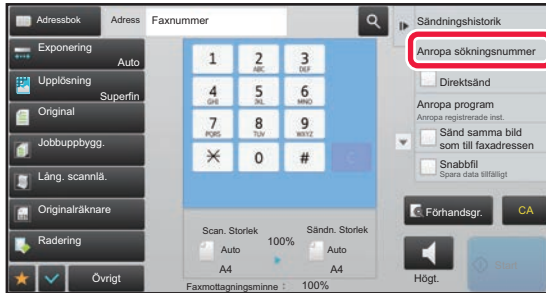 Adressbok
Adress
Faxnummer
Exponering
Auto
Upplösning
Superfin
Original
Jobbuppbygg.
Lång. scannlä.
Originalräknare
Radering
Övrigt
1
2
ABC
3
DEF
4
GHI
5
JKL
6
MNO
7
PQRS
8
TUV
9
WXYZ
0
#
C
Scan. Storlek
Auto
A4
100%
Sändn. Storlek
Auto
A4
Faxmottagningsminne : 100%
Sändningshistorik
Anropa sökningsnummer
Direktsänd
Anropa program
Anropa registrerade inst.
Sänd samma bild
som till faxadressen
Snabbfil
Spara data tillfälligt
Förhandsgr.
CA
Högt.
Start